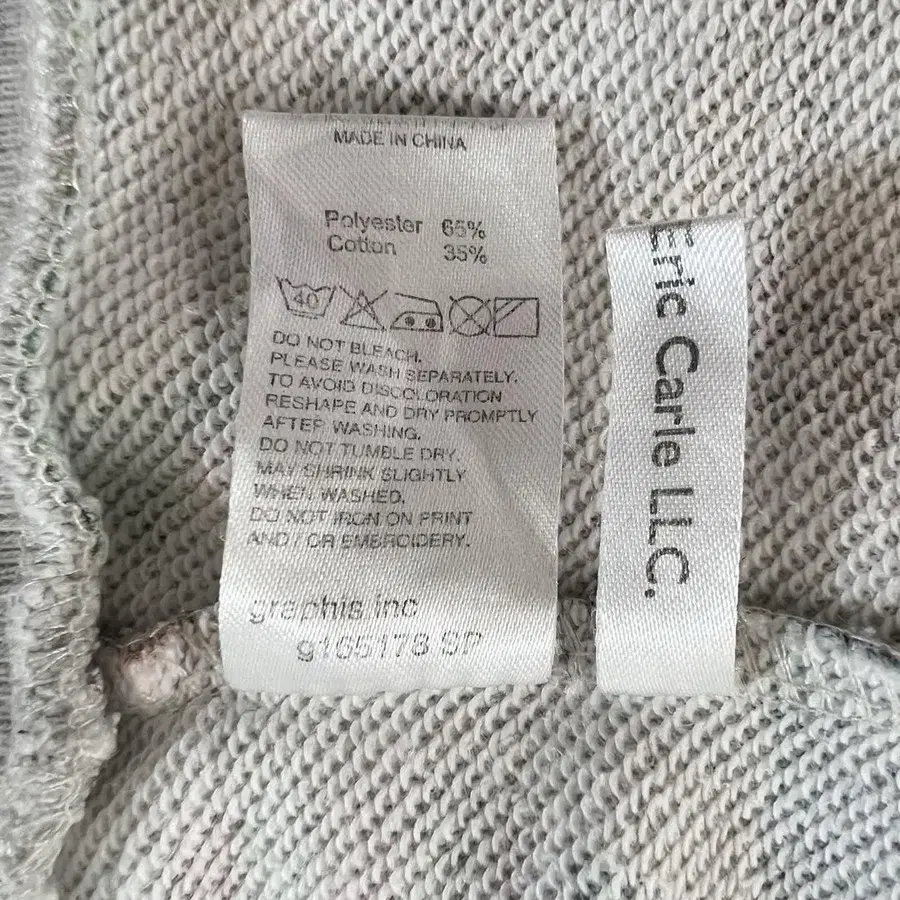 MADE IN CHINA
Polyester 65%
Cotton 35%
40
DO NOT BLEACH.
PLEASE WASH SEPARATELY.
TO AVOID DISCOLORATION
RESHAPE AND DRY PROMPTLY
AFTER WASHING.
DO NOT TUMBLE DRY.
MAY SHRINK SLIGHTLY
WHEN WASHED.
DO NOT IRON ON PRINT
AND / OR EMBROIDERY.
graphis inc
g165178 SP
Eric Carle LLC.